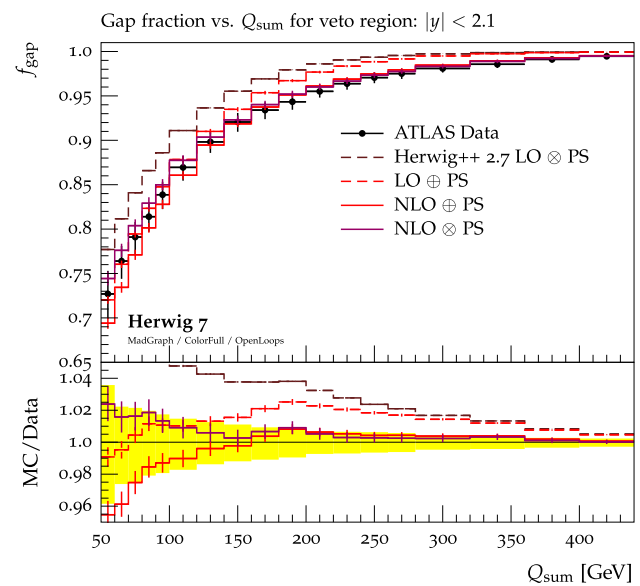 Gap fraction vs. Qsum for veto region: |y| < 2.1
fgap
1.0
0.95
0.9
0.85
0.8
0.75
0.7
0.65
ATLAS Data
Herwig++ 2.7 LO ⊗ PS
LO ⊕ PS
NLO ⊕ PS
NLO ⊗ PS
Herwig 7
MadGraph / ColorFull / OpenLoops
MC/Data
1.04
1.02
1.0
0.98
0.96
50 100 150 200 250 300 350 400
Qsum [GeV]